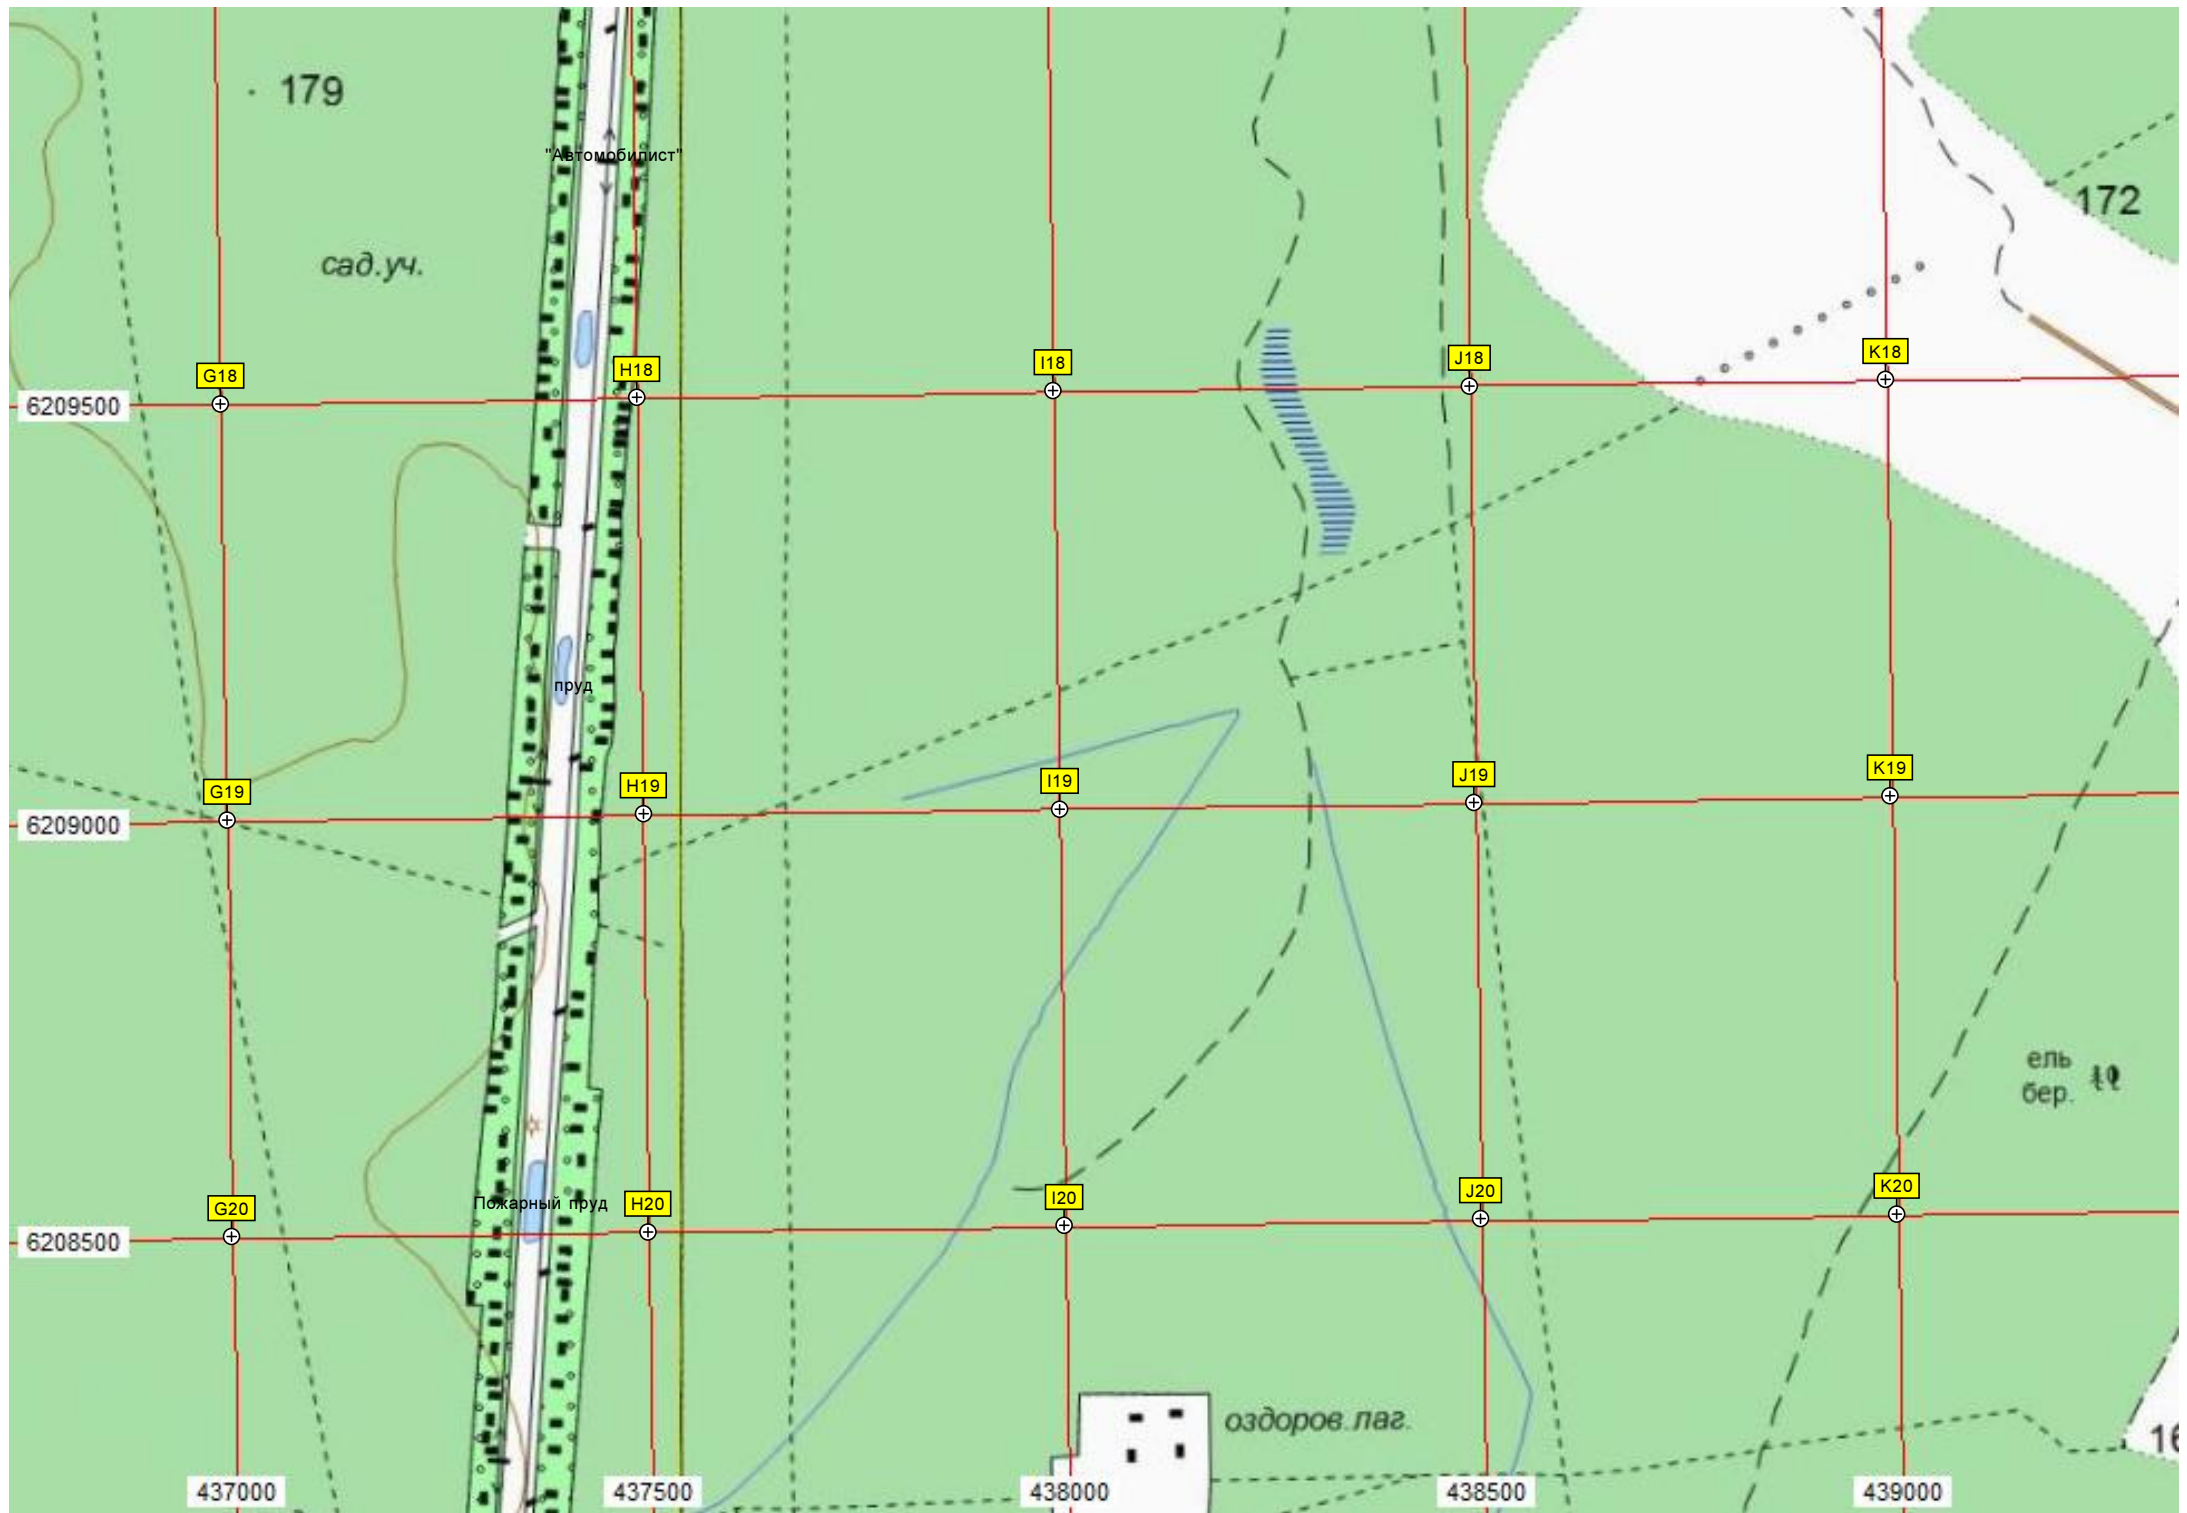 179
"Автомобилист"
172
сад.уч.
G18
H18
I18
J18
K18
6209500
пруд
G19
H19
I19
J19
K19
6209000
ель
бер.
Пожарный пруд
G20
H20
I20
J20
K20
6208500
оздоров.лаг.
16
437000
437500
438000
438500
439000